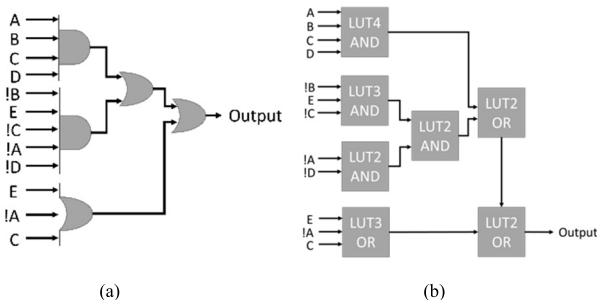 A
B
C
D
!B
E
!C
!A
!D
E
!A
C
Output
(a)
A
B
C
D
LUT4
AND
!B
E
!C
LUT3
AND
!A
!D
LUT2
AND
LUT2
AND
LUT2
OR
E
!A
C
LUT3
OR
LUT2
OR
Output
(b)